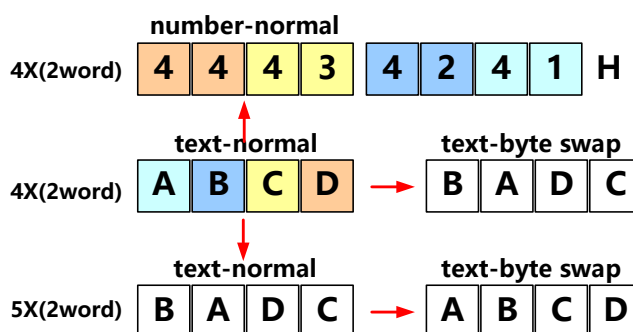 number-normal
4X(2word) 4 4 4 3 4 2 4 1 H
text-normal text-byte swap
4X(2word) A B C D B A D C
text-normal text-byte swap
5X(2word) B A D C A B C D